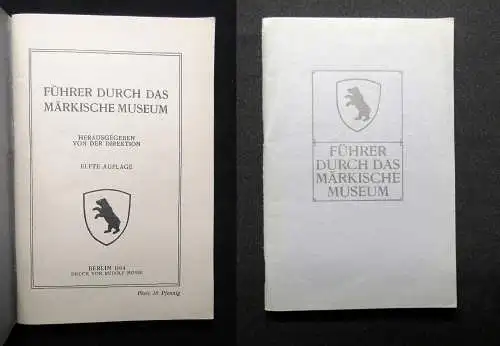 FÜHRER DURCH DAS
MÄRKISCHE MUSEUM
HERAUSGEGEBEN
VON DER DIREKTION
ELFTE AUFLAGE
BERLIN 1914
DRUCK VON RUDOLF MOSSE
Preis 10 Pfennig
FÜHRER
DURCH DAS
MÄRKISCHE
MUSEUM